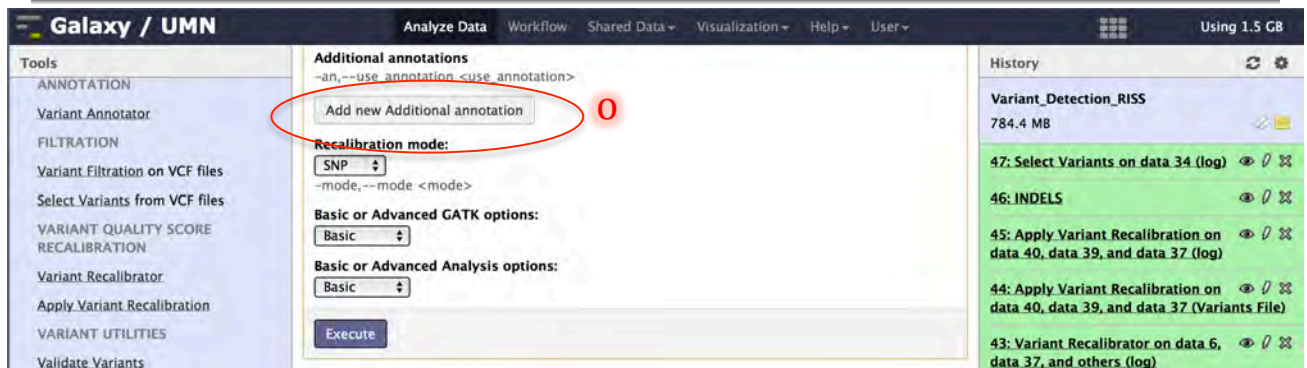 Galaxy / UMN
Analyze Data Workflow Shared Data Visualization Help User
Using 1.5 GB
Tools
ANNOTATION
Variant Annotator
FILTRATION
Variant Filtration on VCF files
Select Variants from VCF files
VARIANT QUALITY SCORE
RECALIBRATION
Variant Recalibrator
Apply Variant Recalibration
VARIANT UTILITIES
Validate Variants
Additional annotations
-an,--use_annotation <use_annotation>
Add new Additional annotation
O
Recalibration mode:
SNP
-mode,--mode <mode>
Basic or Advanced GATK options:
Basic
Basic or Advanced Analysis options:
Basic
Execute
History
Variant_Detection_RISS
784.4 MB
47: Select Variants on data 34 (log)
46: INDELS
45: Apply Variant Recalibration on
data 40, data 39, and data 37 (log)
44: Apply Variant Recalibration on
data 40, data 39, and data 37 (Variants File)
43: Variant Recalibrator on data 6,
data 37, and others (log)